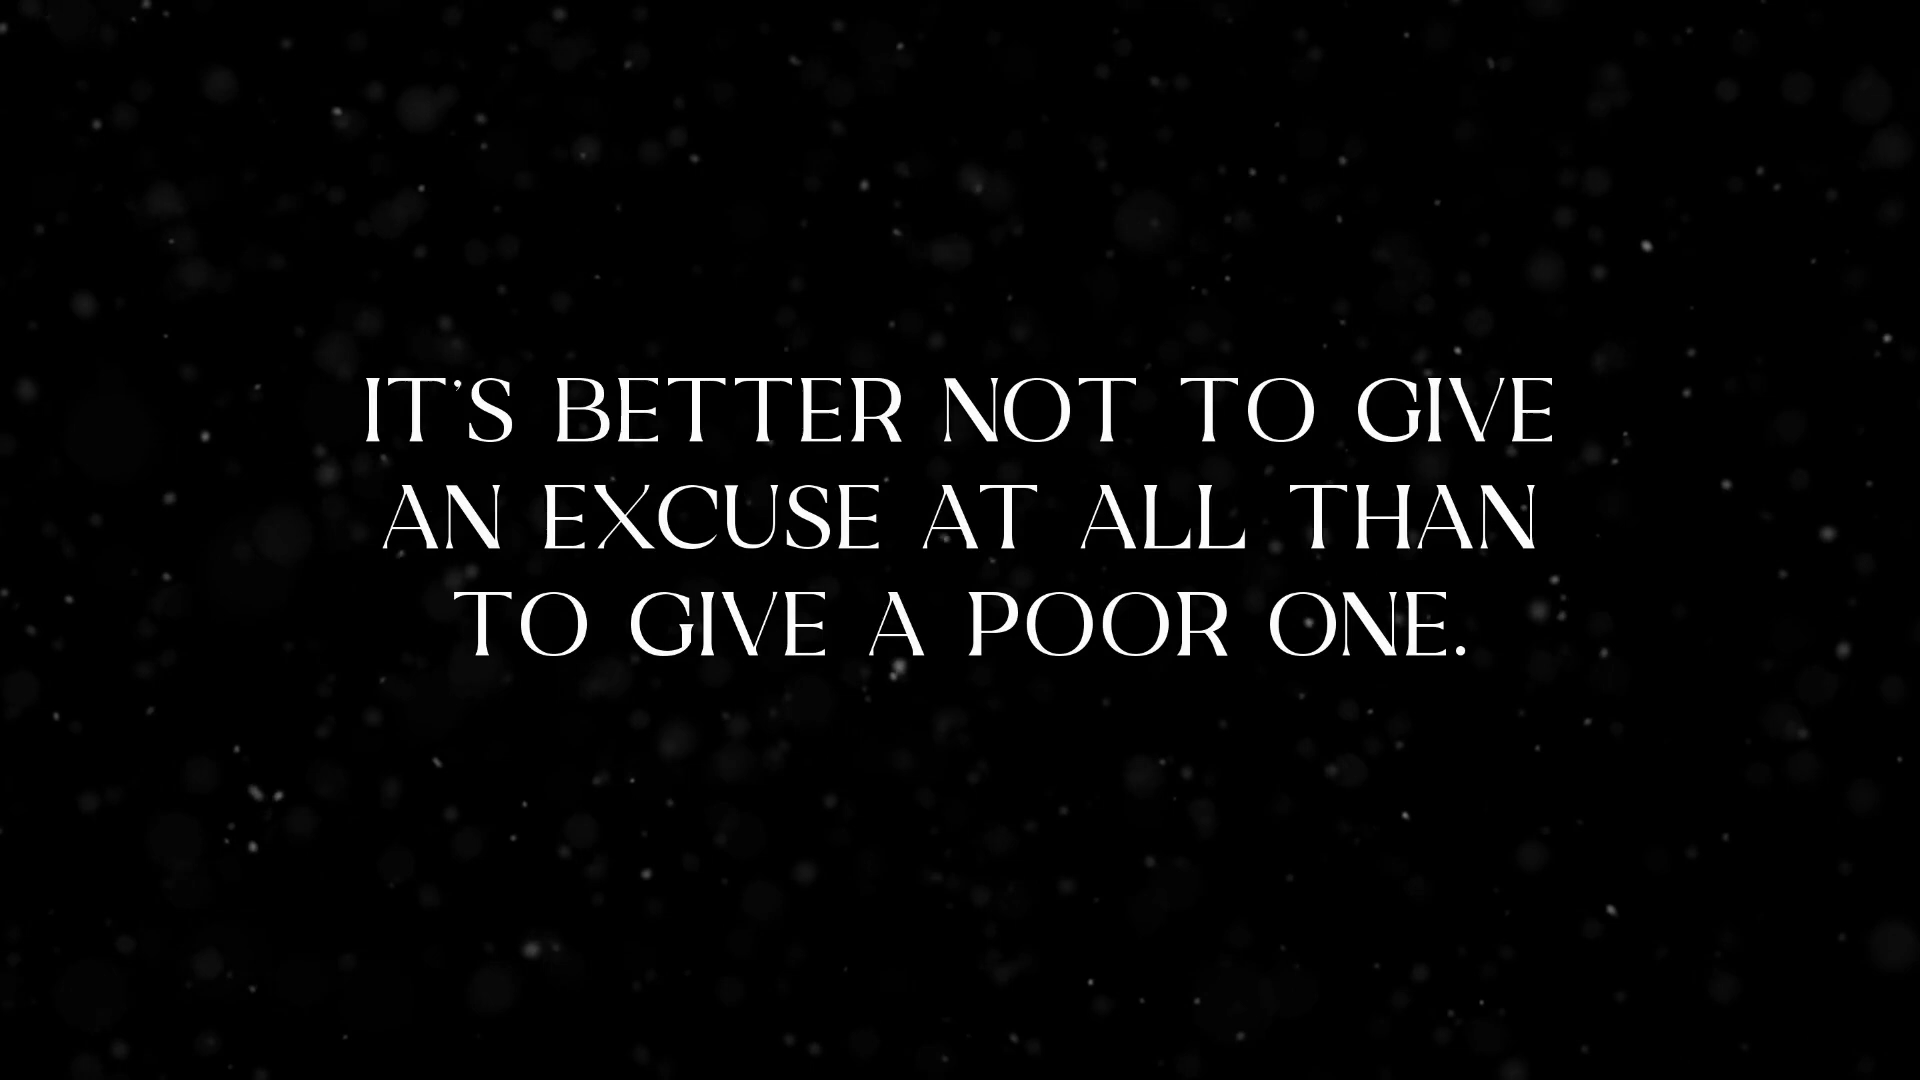 IT'S BETTER NOT TO GIVE
AN EXCUSE AT ALL THAN
TO GIVE A POOR ONE.